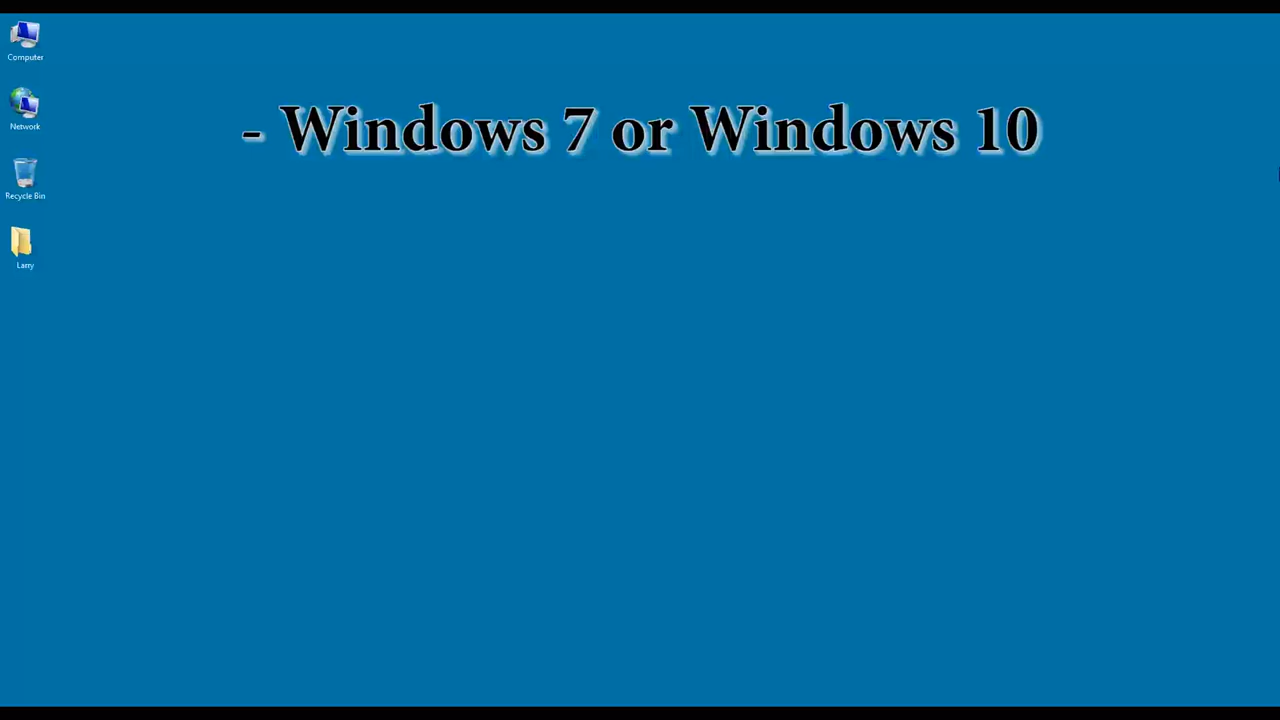 Computer
- Windows 7 or Windows 10
Network
Recycle Bin
Larry